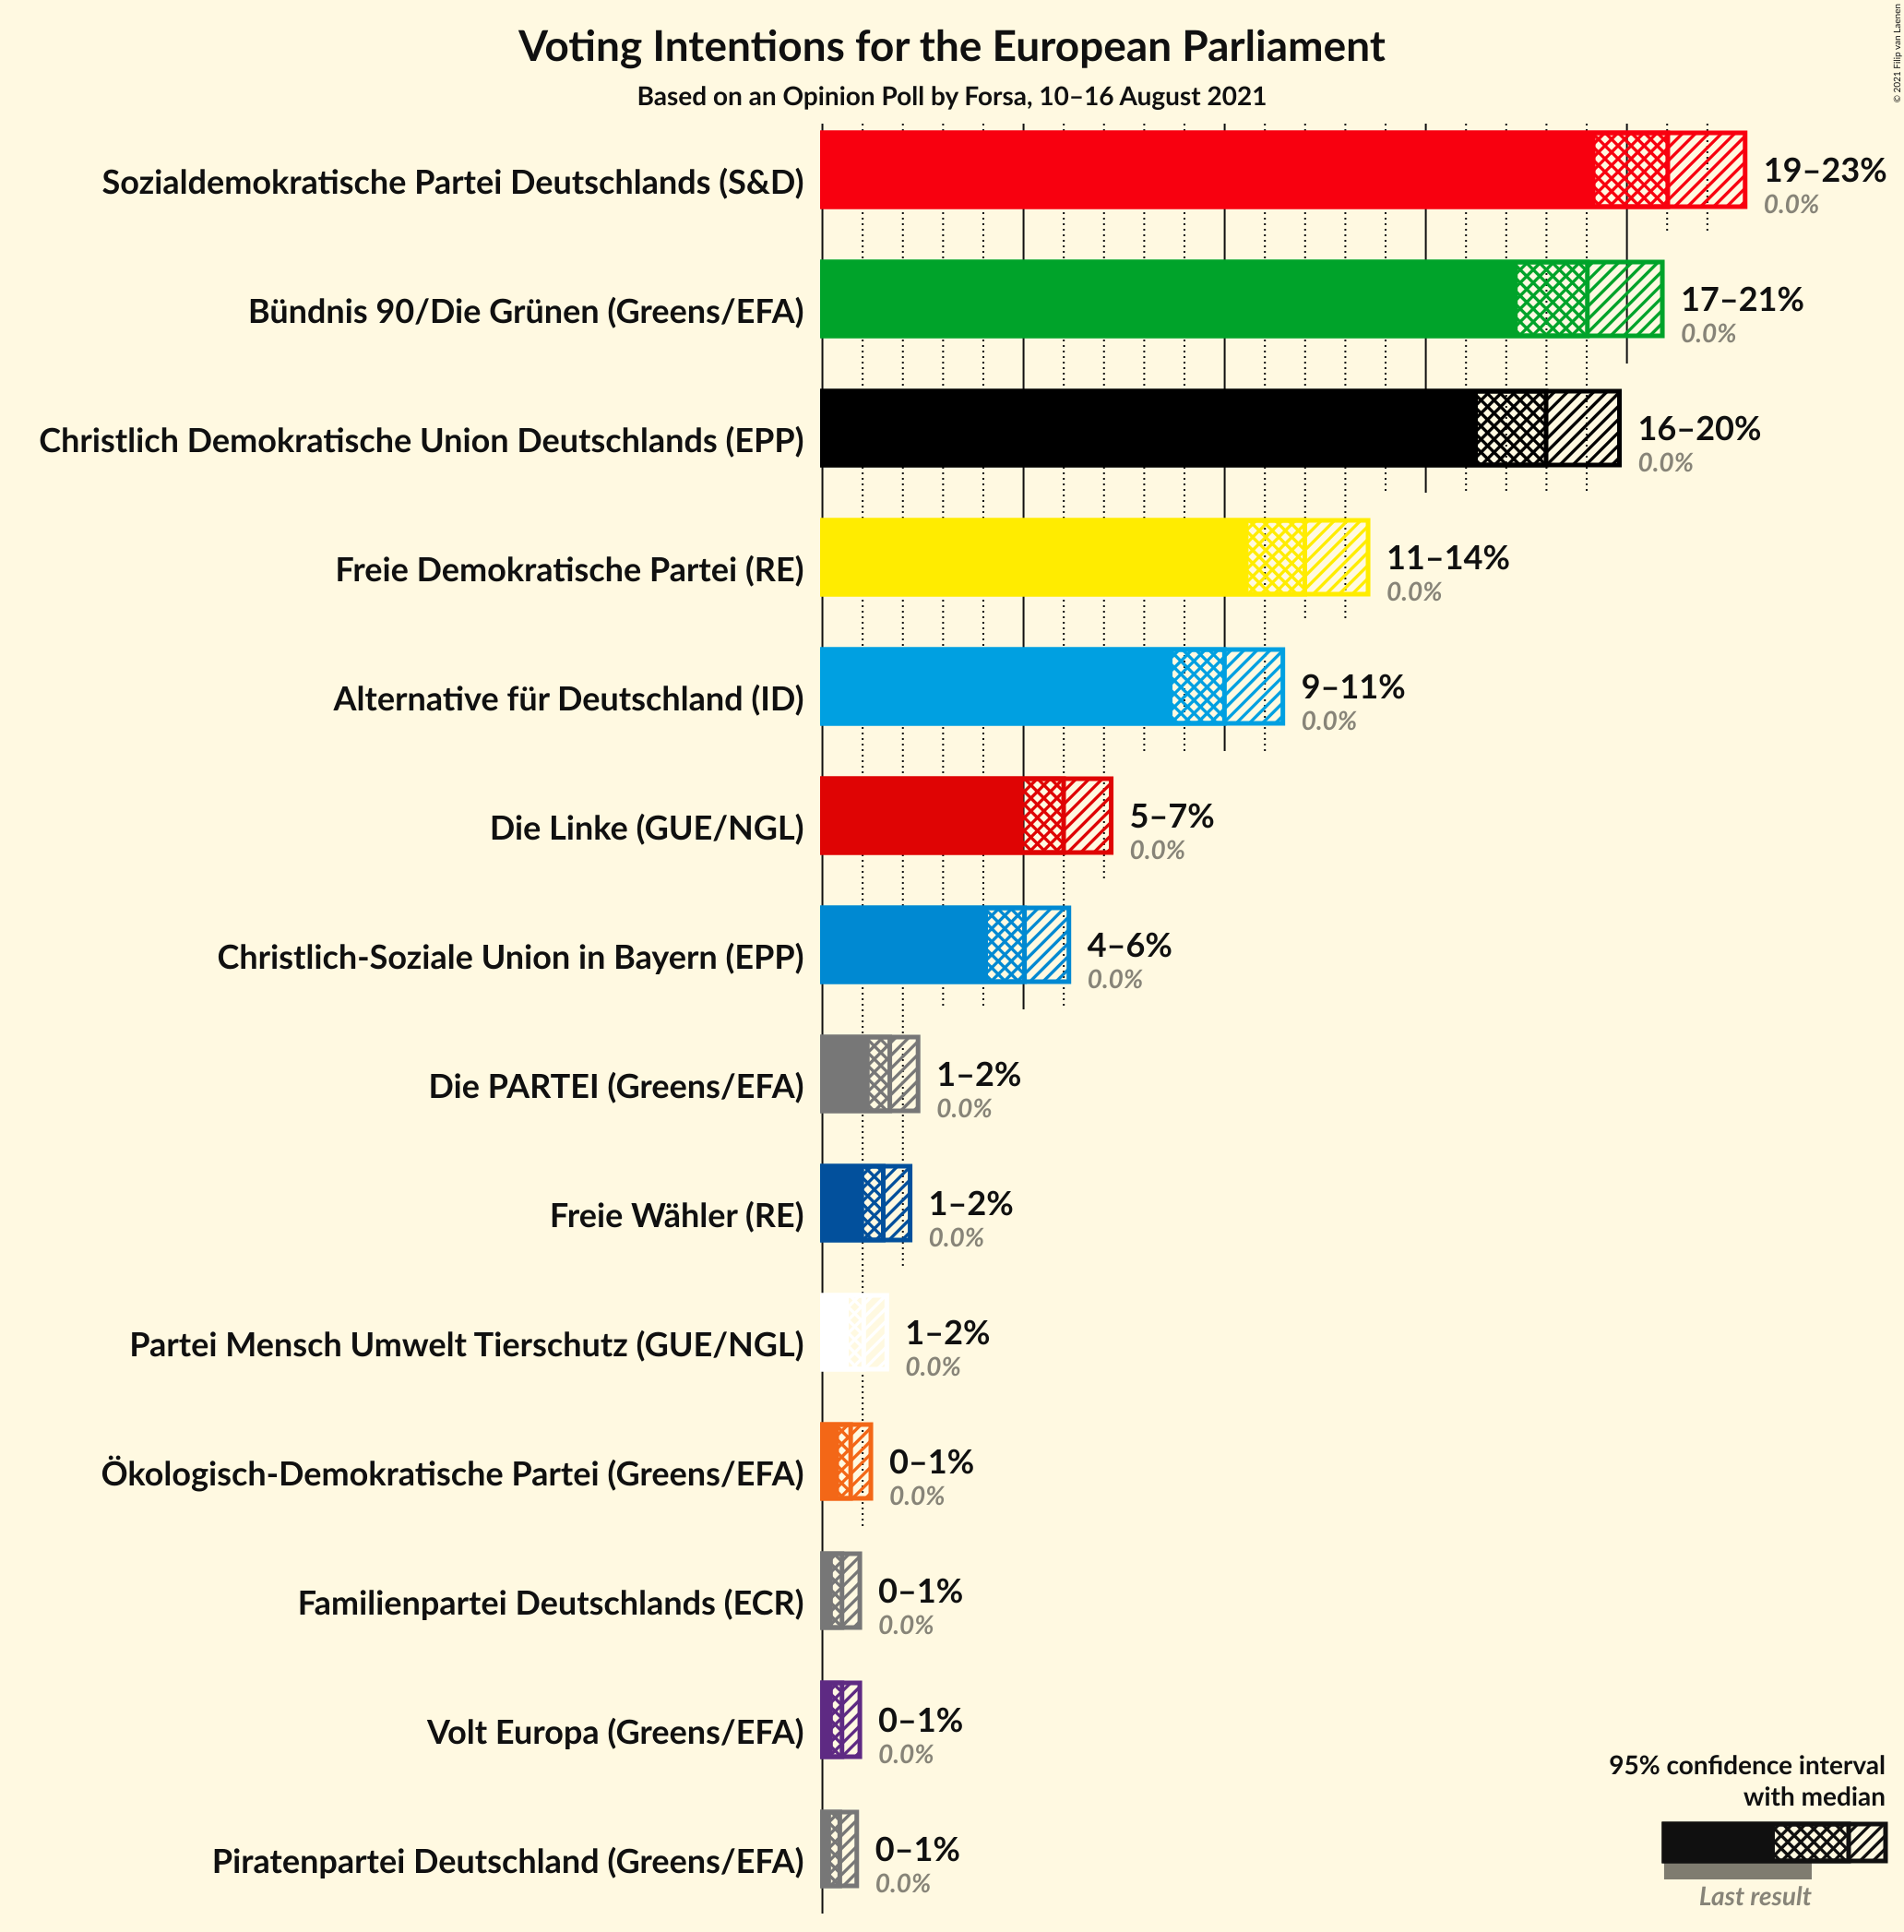 Voting Intentions for the European Parliament
Based on an Opinion Poll by Forsa, 10–16 August 2021
© 2021 Filip van Laenen
Sozialdemokratische Partei Deutschlands (S&D)
19–23%
0.0%
Bündnis 90/Die Grünen (Greens/EFA)
17–21%
0.0%
Christlich Demokratische Union Deutschlands (EPP)
16–20%
0.0%
Freie Demokratische Partei (RE)
11–14%
0.0%
Alternative für Deutschland (ID)
9–11%
0.0%
Die Linke (GUE/NGL)
5–7%
0.0%
Christlich-Soziale Union in Bayern (EPP)
4–6%
0.0%
Die PARTEI (Greens/EFA)
1–2%
0.0%
Freie Wähler (RE)
1–2%
0.0%
Partei Mensch Umwelt Tierschutz (GUE/NGL)
1–2%
0.0%
Ökologisch-Demokratische Partei (Greens/EFA)
0–1%
0.0%
Familienpartei Deutschlands (ECR)
0–1%
0.0%
Volt Europa (Greens/EFA)
0–1%
0.0%
Piratenpartei Deutschland (Greens/EFA)
0–1%
0.0%
95% confidence interval
with median
Last result